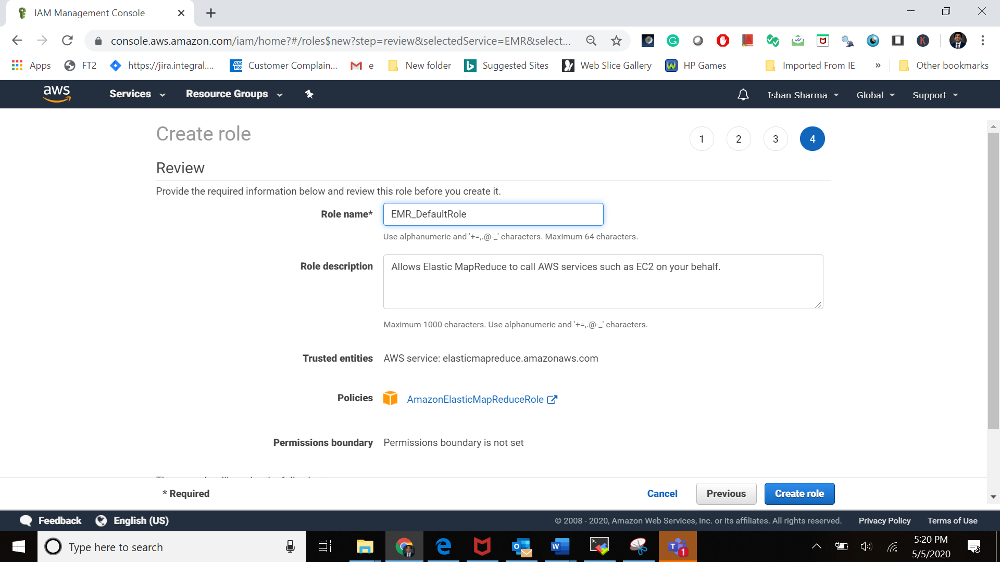 IAM Management Console
console.aws.amazon.com/iam/home?#/roles$new?step=review&selectedService=EMR&select...
Apps FT2 https://jira.integral.... AM EX Customer Complain... e New folder Suggested Sites Web Slice Gallery HP Games Imported From IE » Other bookmarks
aws Services Resource Groups Ishan Sharma Global Support
Create role 1 2 3 4
Review
Provide the required information below and review this role before you create it.
Role name* EMR_DefaultRole
Use alphanumeric and '+=,.@-_' characters. Maximum 64 characters.
Role description Allows Elastic MapReduce to call AWS services such as EC2 on your behalf.
Maximum 1000 characters. Use alphanumeric and '+=,.@-_' characters.
Trusted entities AWS service: elasticmapreduce.amazonaws.com
Policies AmazonElasticMapReduceRole
Permissions boundary Permissions boundary is not set
* Required Cancel Previous Create role
Feedback English (US) © 2008 - 2020, Amazon Web Services, Inc. or its affiliates. All rights reserved. Privacy Policy Terms of Use
Type here to search 5:20 PM
5/5/2020